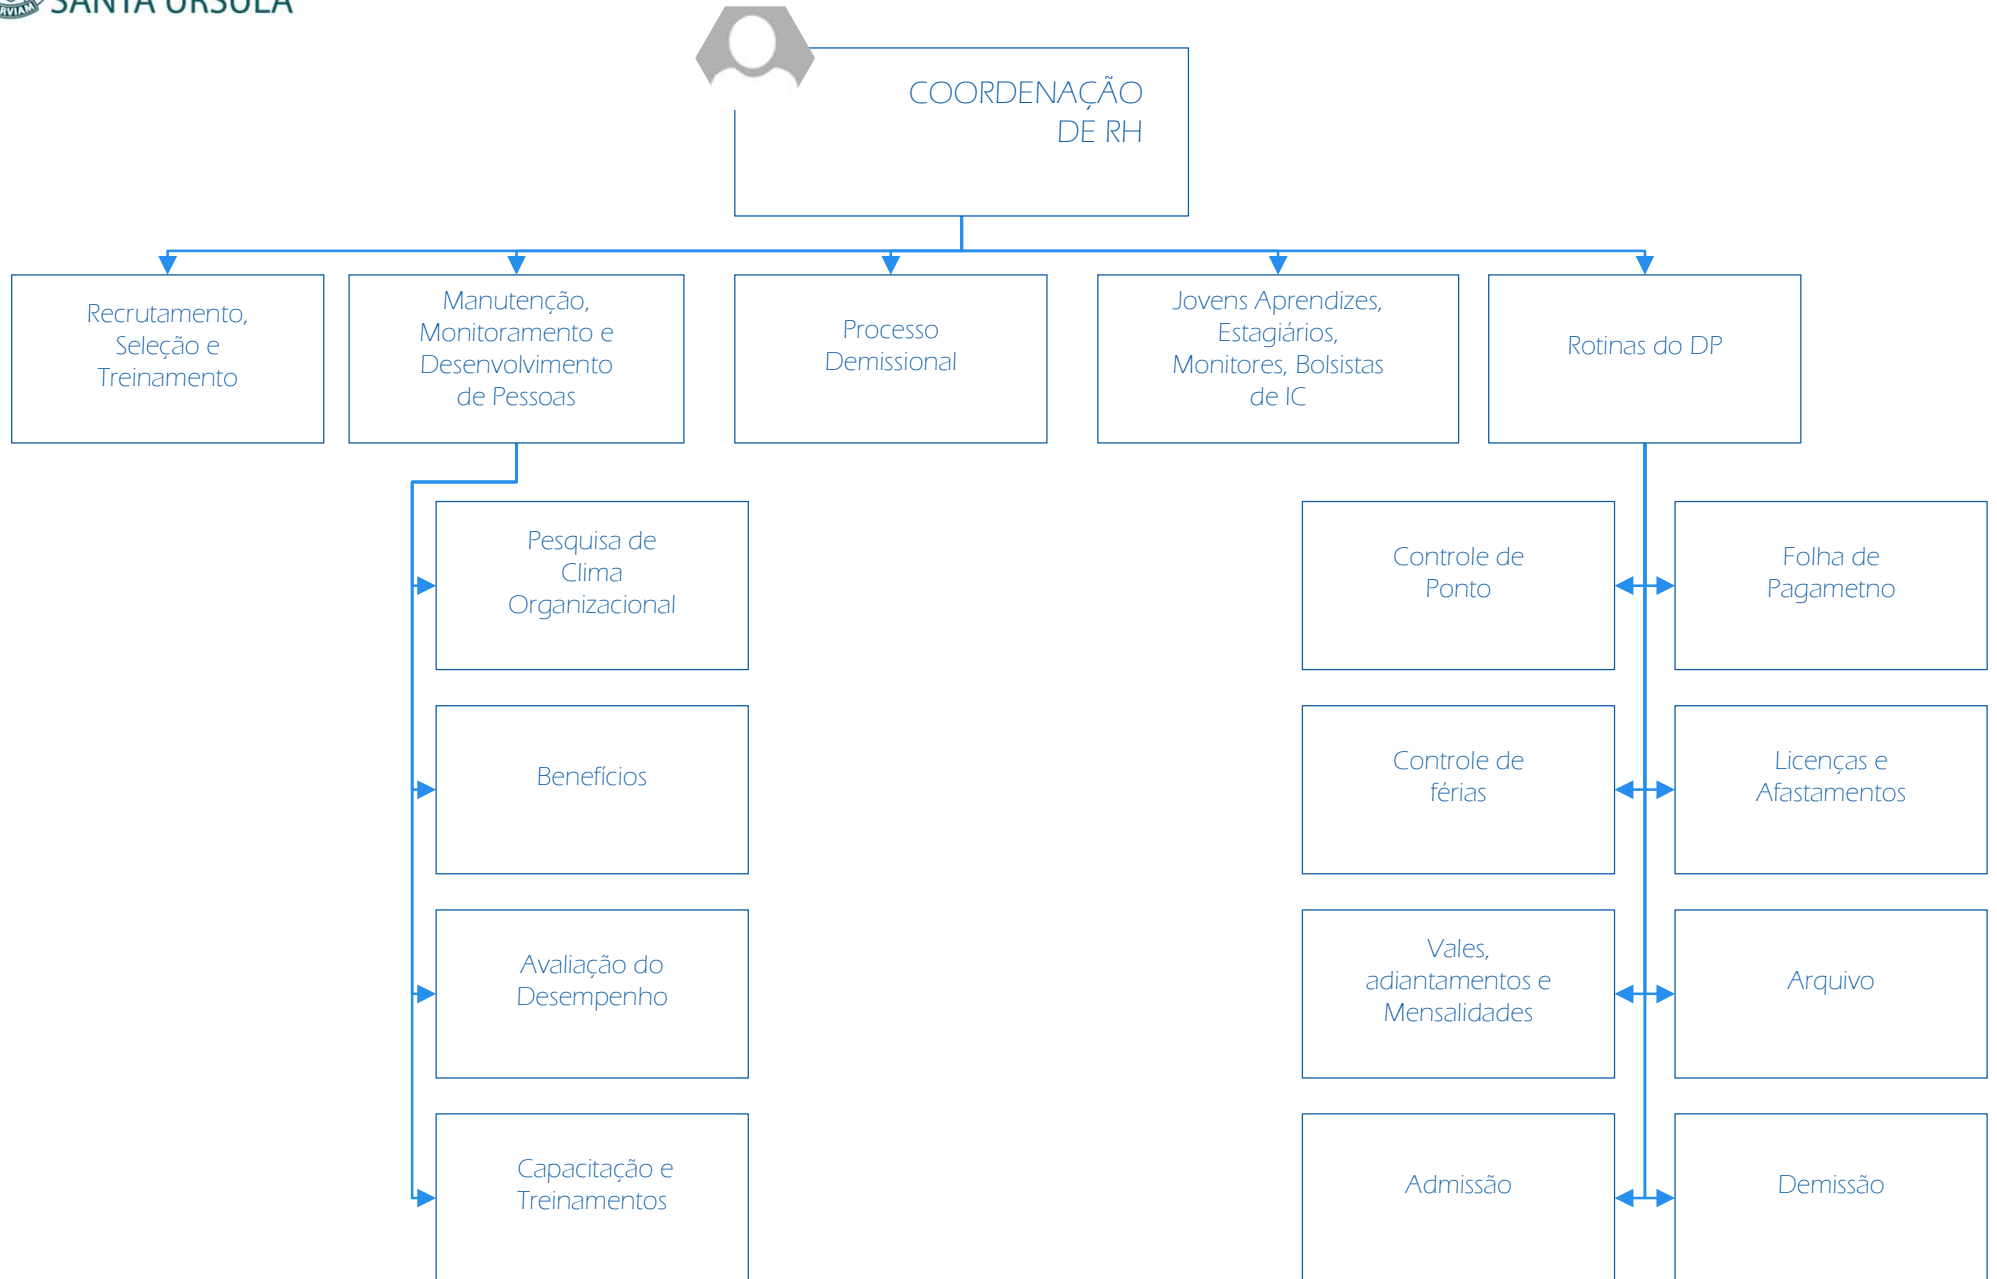 SANTA ÚRSULA
COORDENAÇÃO
DE RH
Recrutamento,
Seleção e
Treinamento
Manutenção,
Monitoramento e
Desenvolvimento
de Pessoas
Processo
Demissional
Jovens Aprendizes,
Estagiários,
Monitores, Bolsistas
de IC
Rotinas do DP
Pesquisa de
Clima
Organizacional
Controle de
Ponto
Folha de
Pagametno
Benefícios
Controle de
férias
Licenças e
Afastamentos
Avaliação do
Desempenho
Vales,
adiantamentos e
Mensalidades
Arquivo
Capacitação e
Treinamentos
Admissão
Demissão